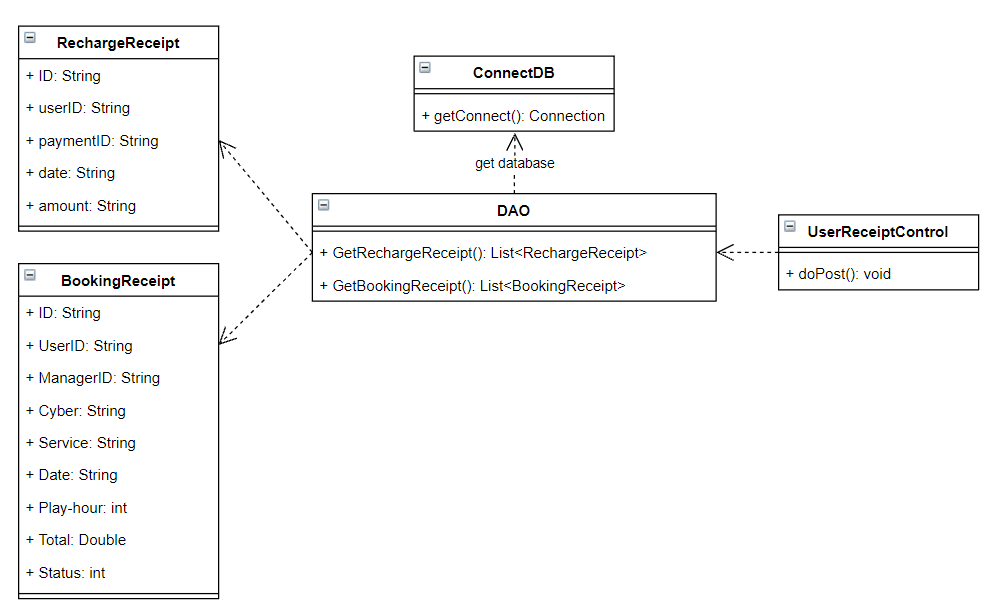 RechargeReceipt
+ ID: String
+ userID: String
+ paymentID: String
+ date: String
+ amount: String
BookingReceipt
+ ID: String
+ UserID: String
+ ManagerID: String
+ Cyber: String
+ Service: String
+ Date: String
+ Play-hour: int
+ Total: Double
+ Status: int
ConnectDB
+ getConnect(): Connection
get database
DAO
+ GetRechargeReceipt(): List<RechargeReceipt>
+ GetBookingReceipt(): List<BookingReceipt>
UserReceiptControl
+ doPost(): void